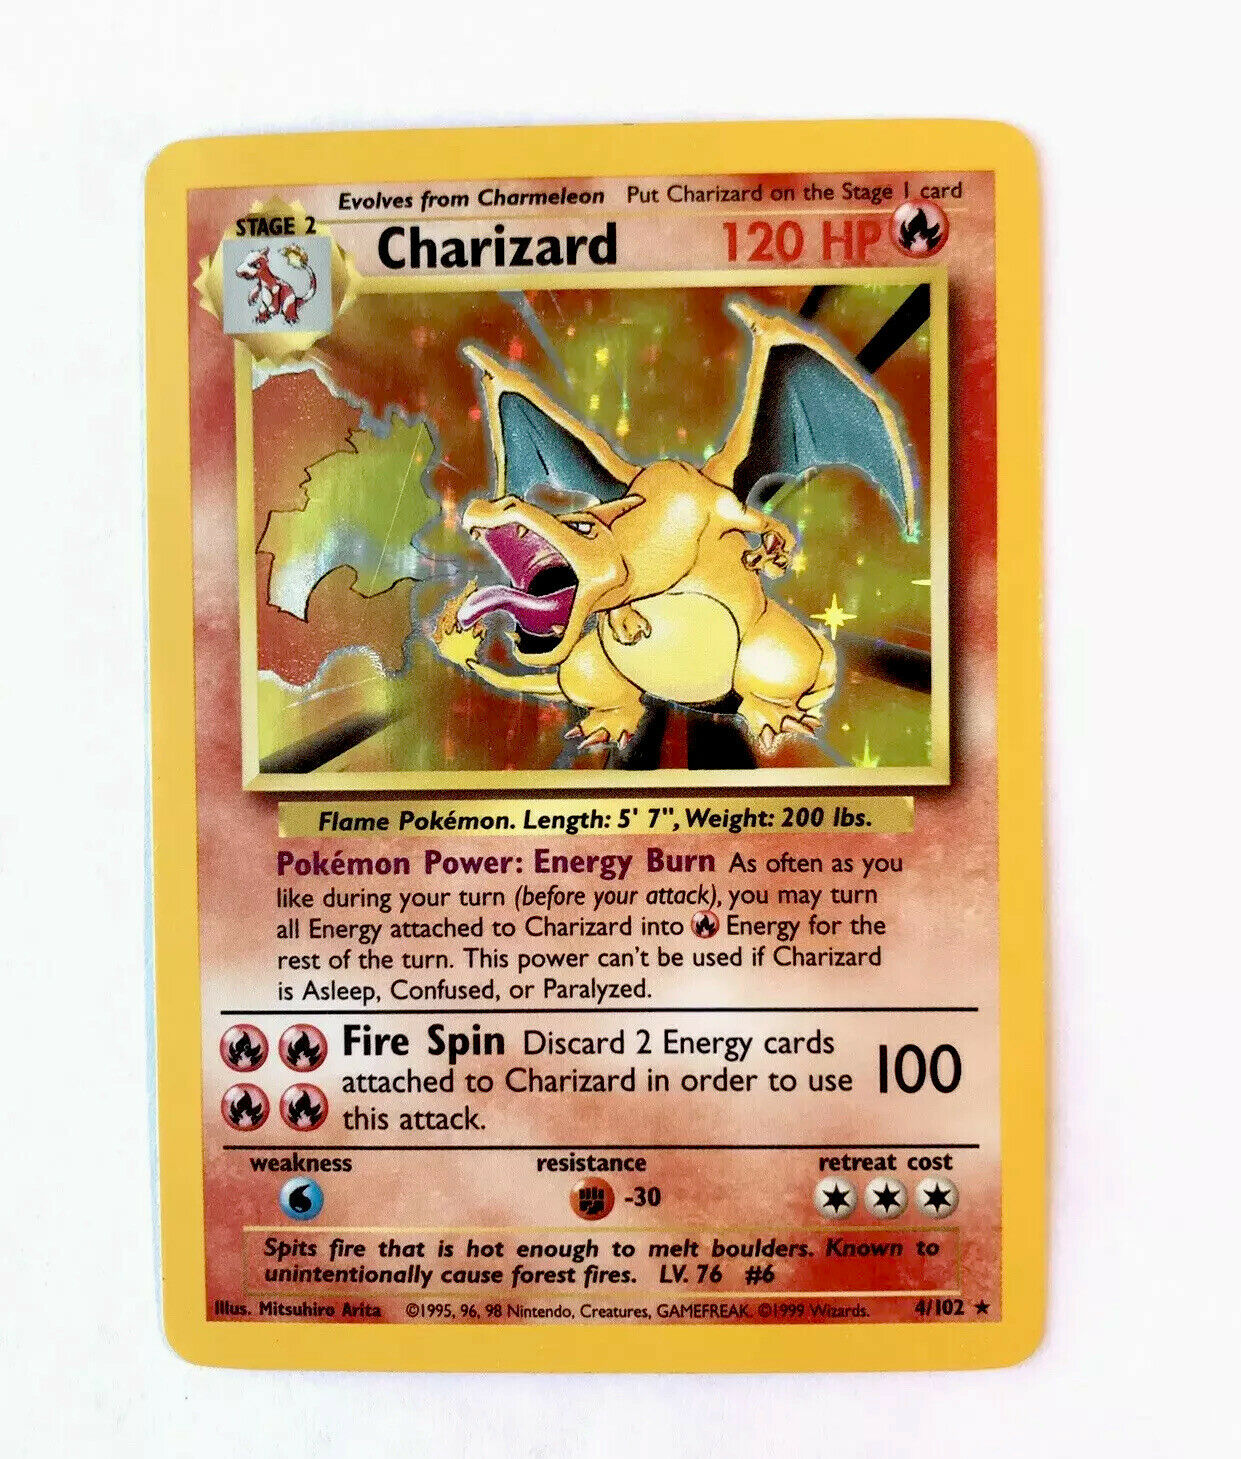 Evolves from Charmeleon Put Charizard on the Stage 1 card
STAGE 2
Charizard 120 HP
Flame Pokémon. Length: 5' 7", Weight: 200 lbs.
Pokémon Power: Energy Burn As often as you
like during your turn (before your attack), you may turn
all Energy attached to Charizard into Energy for the
rest of the turn. This power can't be used if Charizard
is Asleep, Confused, or Paralyzed.
Fire Spin Discard 2 Energy cards
attached to Charizard in order to use
this attack.
100
weakness resistance retreat cost
-30
Spits fire that is hot enough to melt boulders. Known to
unintentionally cause forest fires. LV. 76 #6
Illus. Mitsuhiro Arita ©1995, 96, 98 Nintendo, Creatures, GAMEFREAK. ©1999 Wizards. 4/102 ★